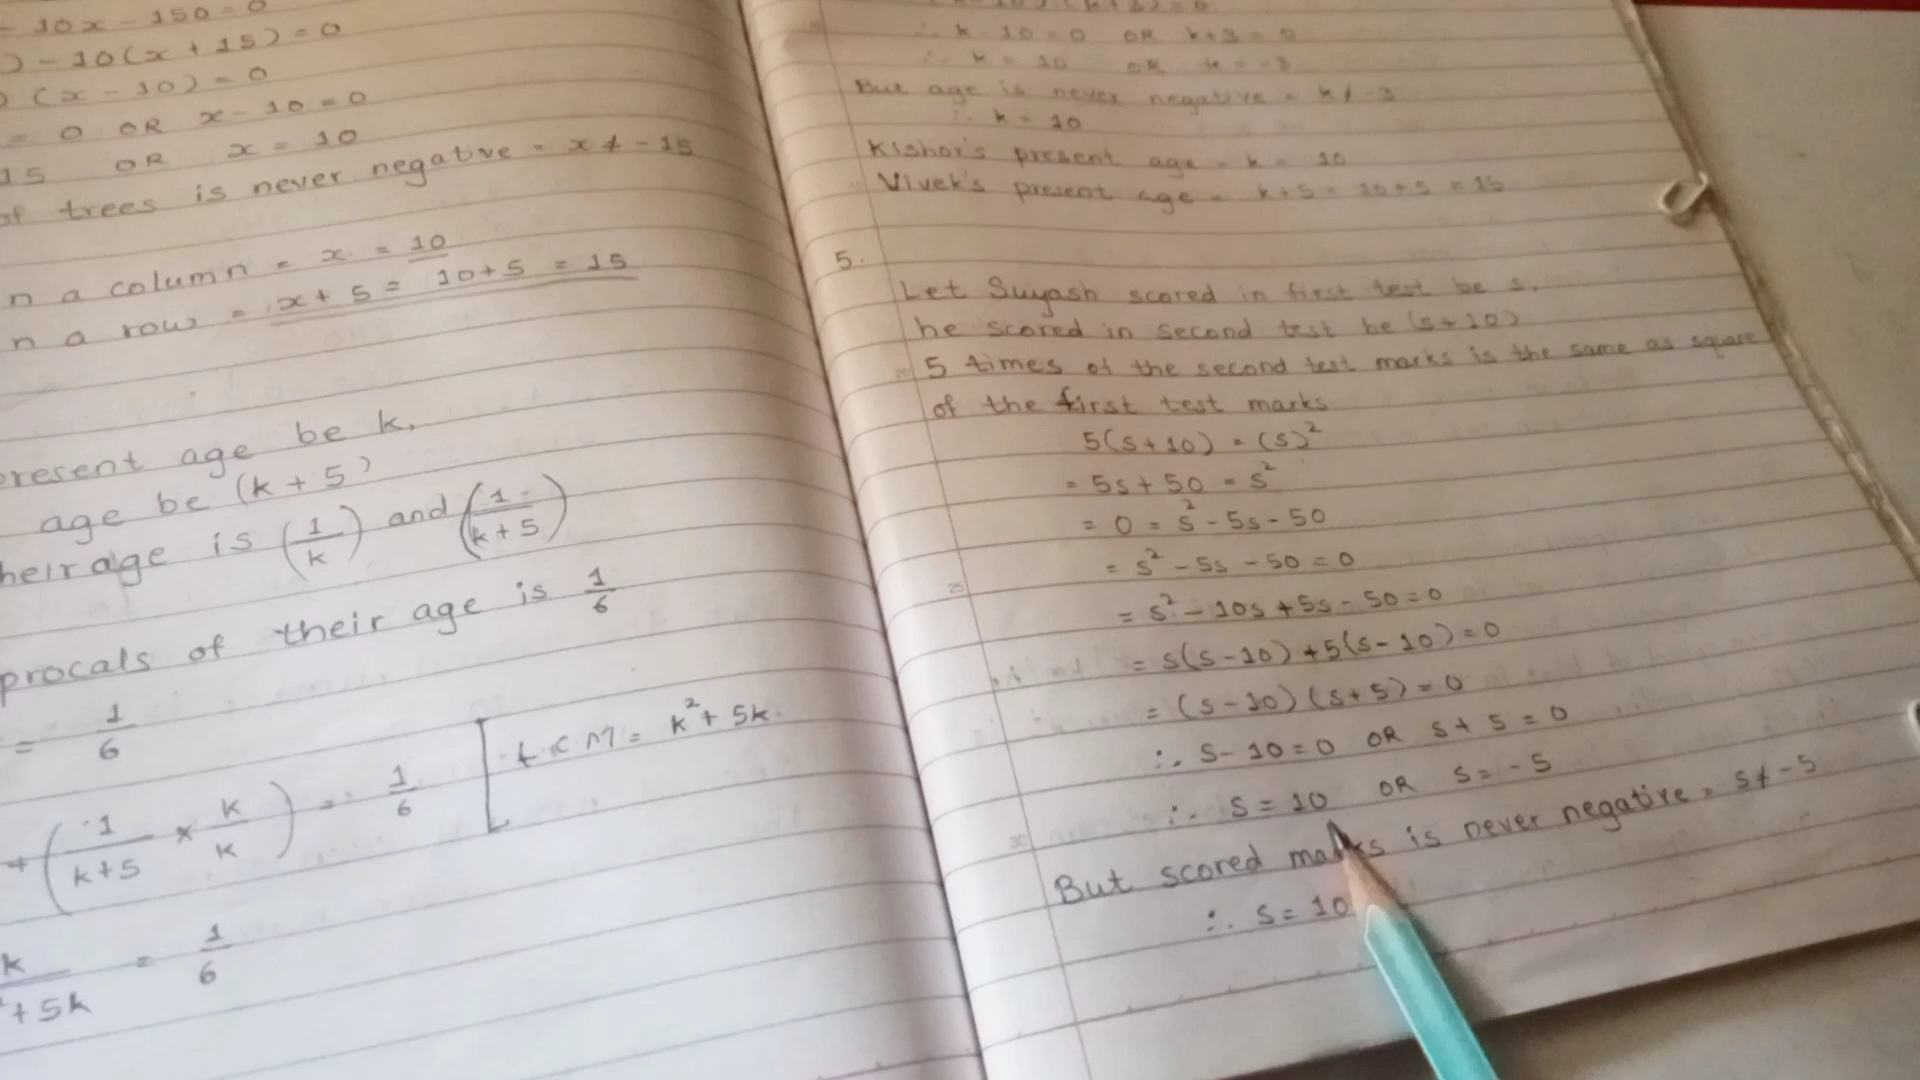 - 10x - 150 = 0
) - 10(x + 15) = 0
(x - 10) = 0
= 0 OR x - 10 = 0
15 OR x = 10
of trees is never negative = x ≠ - 15
n a column = x = 10
n a row = x + 5 = 10 + 5 = 15
present age be k,
age be (k + 5)
heir age is (1/k) and (1/k+5)
procals of their age is 1/6
= 1/6
+ (1/k+5 × k/k) = 1/6 [LCM = k² + 5k
k/+5k = 1/6
∴ k - 10 = 0 OR k + 3 = 0
∴ k = 10 OR k = -3
But age is never negative = k ≠ -3
∴ k = 10
Kishor's present age = k = 10
Vivek's present age = k + 5 = 10 + 5 = 15
5.
Let Suyash scored in first test be s,
he scored in second test be (s + 10)
20 5 times of the second test marks is the same as square
of the first test marks
5(s + 10) = (s)²
= 5s + 50 = s²
= 0 = s² - 5s - 50
25 = s² - 5s - 50 = 0
= s² - 10s + 5s - 50 = 0
= s(s - 10) + 5(s - 10) = 0
= (s - 10) (s + 5) = 0
∴ s - 10 = 0 OR s + 5 = 0
30 ∴ s = 10 OR s = - 5
But scored marks is never negative = s ≠ - 5
∴ s = 10